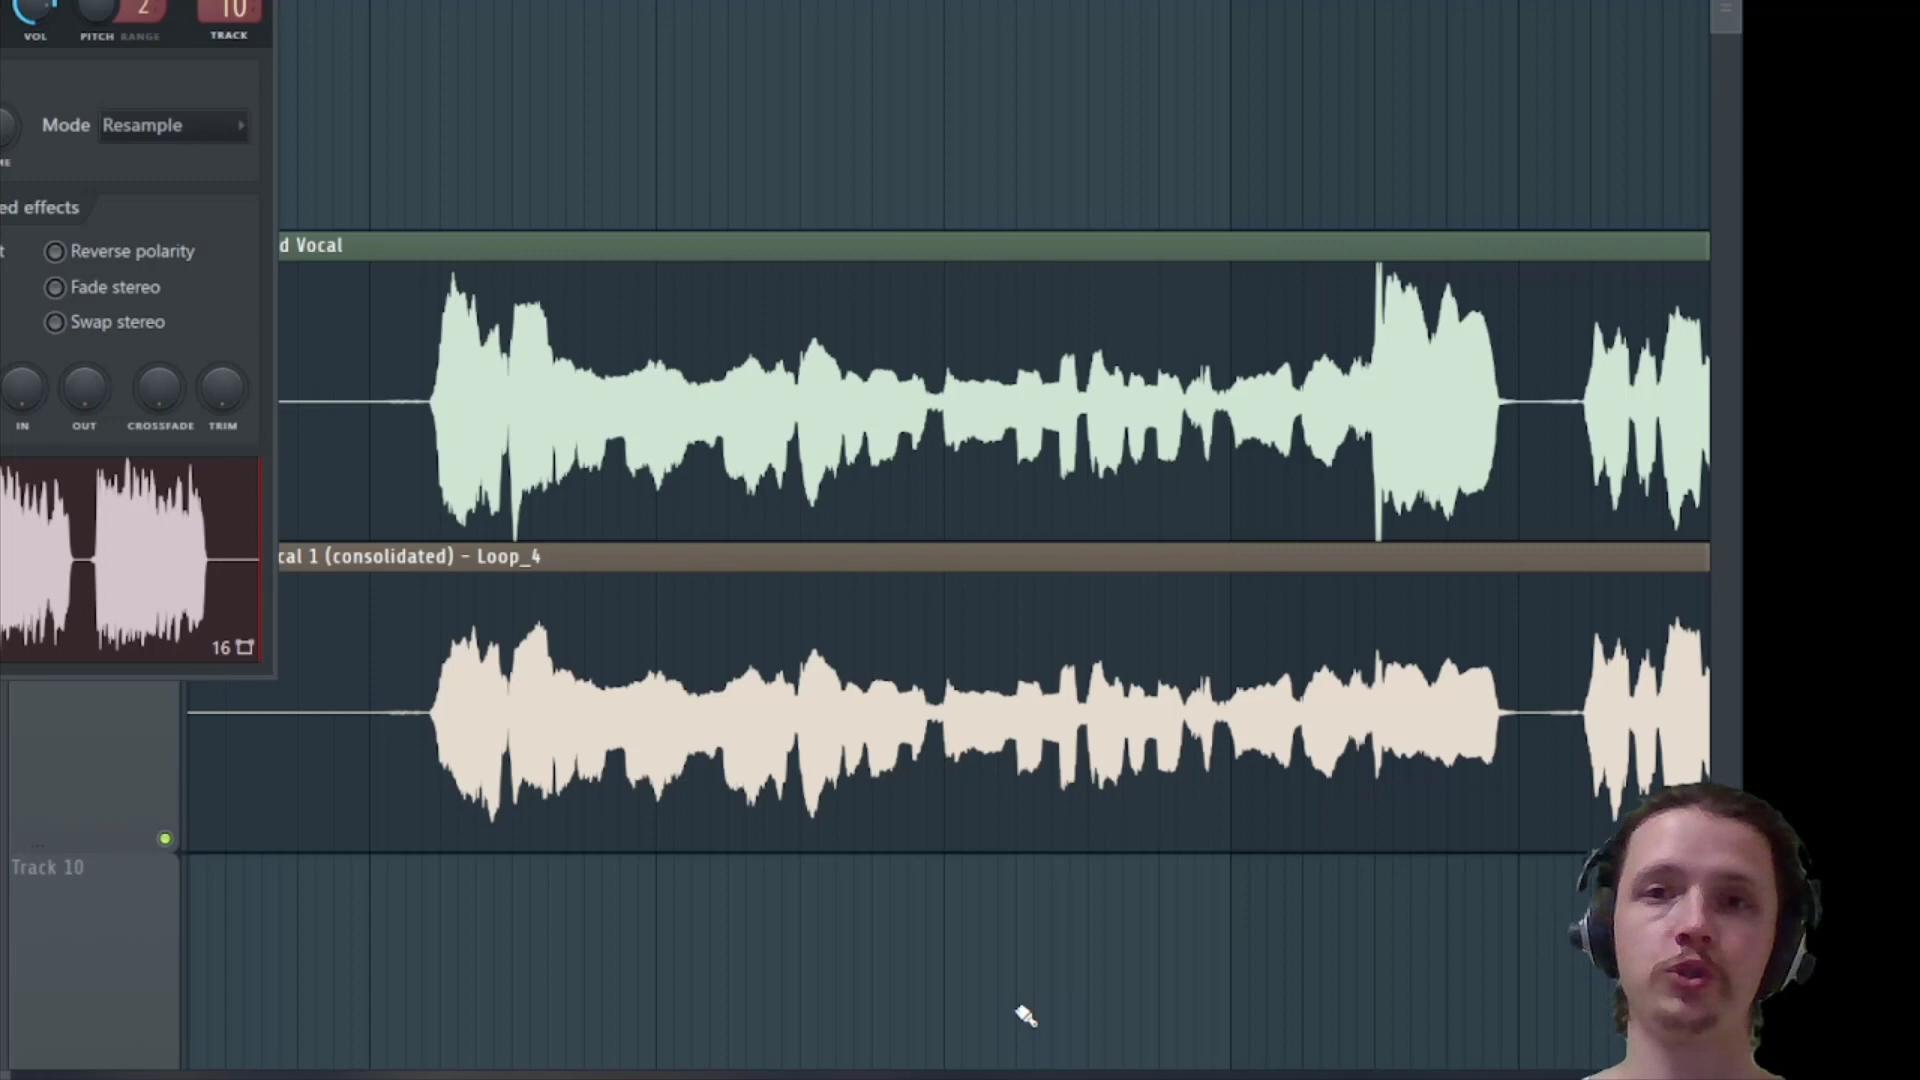 2 10
VOL PITCH RANGE TRACK
Mode Resample
ME
ed effects
t Reverse polarity
Fade stereo
Swap stereo
IN OUT CROSSFADE TRIM
16
d Vocal
cal 1 (consolidated) - Loop_4
...
Track 10